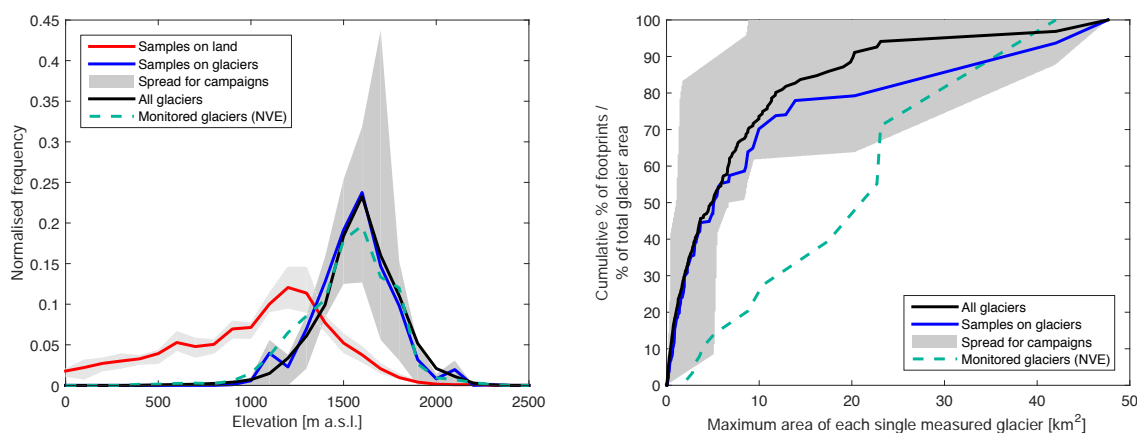 0.45
0.4
0.35
0.3
0.25
0.2
0.15
0.1
0.05
0
Normalised frequency
Samples on land
Samples on glaciers
Spread for campaigns
All glaciers
Monitored glaciers (NVE)
0 500 1000 1500 2000 2500
Elevation [m a.s.l.]
100
90
80
70
60
50
40
30
20
10
0
Cumulative % of footprints /
% of total glacier area
All glaciers
Samples on glaciers
Spread for campaigns
Monitored glaciers (NVE)
0 10 20 30 40 50
Maximum area of each single measured glacier [km²]